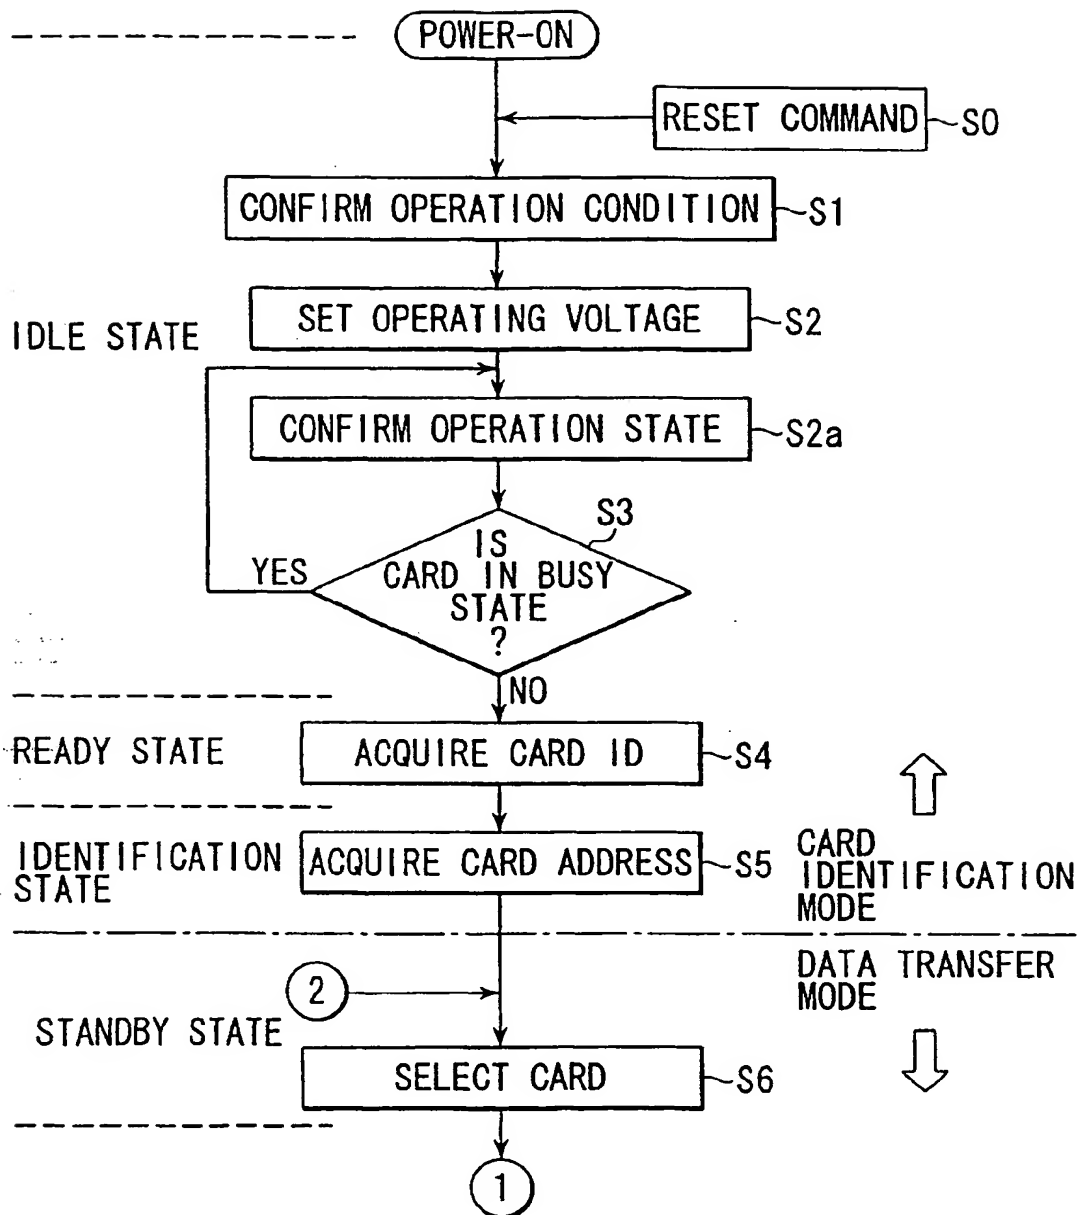 POWER-ON
RESET COMMAND
S0
CONFIRM OPERATION CONDITION
S1
IDLE STATE
SET OPERATING VOLTAGE
S2
CONFIRM OPERATION STATE
S2a
S3
IS
CARD IN BUSY
STATE
?
YES
NO
READY STATE
ACQUIRE CARD ID
S4
IDENTIFICATION
STATE
ACQUIRE CARD ADDRESS
S5
CARD
IDENTIFICATION
MODE
DATA TRANSFER
MODE
2
STANDBY STATE
SELECT CARD
S6
1